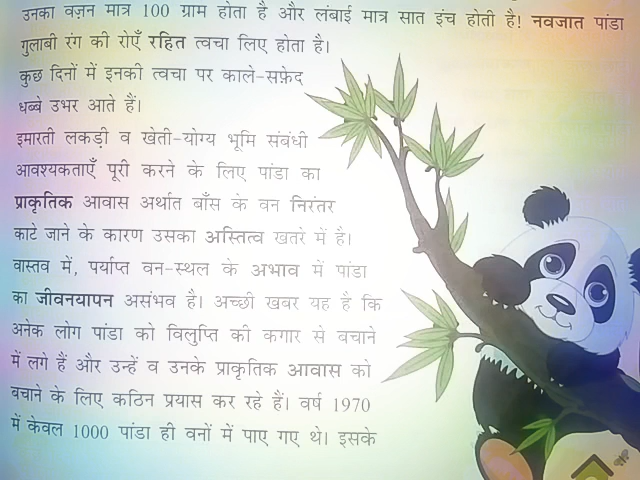 उनका वज़न मात्र 100 ग्राम होता है और लंबाई मात्र सात इंच होती है! नवजात पांडा
गुलाबी रंग की रोएँ रहित त्वचा लिए होता है।
कुछ दिनों में इनकी त्वचा पर काले-सफ़ेद
धब्बे उभर आते हैं।
इमारती लकड़ी व खेती-योग्य भूमि संबंधी
आवश्यकताएँ पूरी करने के लिए पांडा का
प्राकृतिक आवास अर्थात बाँस के वन निरंतर
काटे जाने के कारण उसका अस्तित्व खतरे में है।
वास्तव में, पर्याप्त वन-स्थल के अभाव में पांडा
का जीवनयापन असंभव है। अच्छी खबर यह है कि
अनेक लोग पांडा को विलुप्ति की कगार से बचाने
में लगे हैं और उन्हें व उनके प्राकृतिक आवास को
बचाने के लिए कठिन प्रयास कर रहे हैं। वर्ष 1970
में केवल 1000 पांडा ही वनों में पाए गए थे। इसके